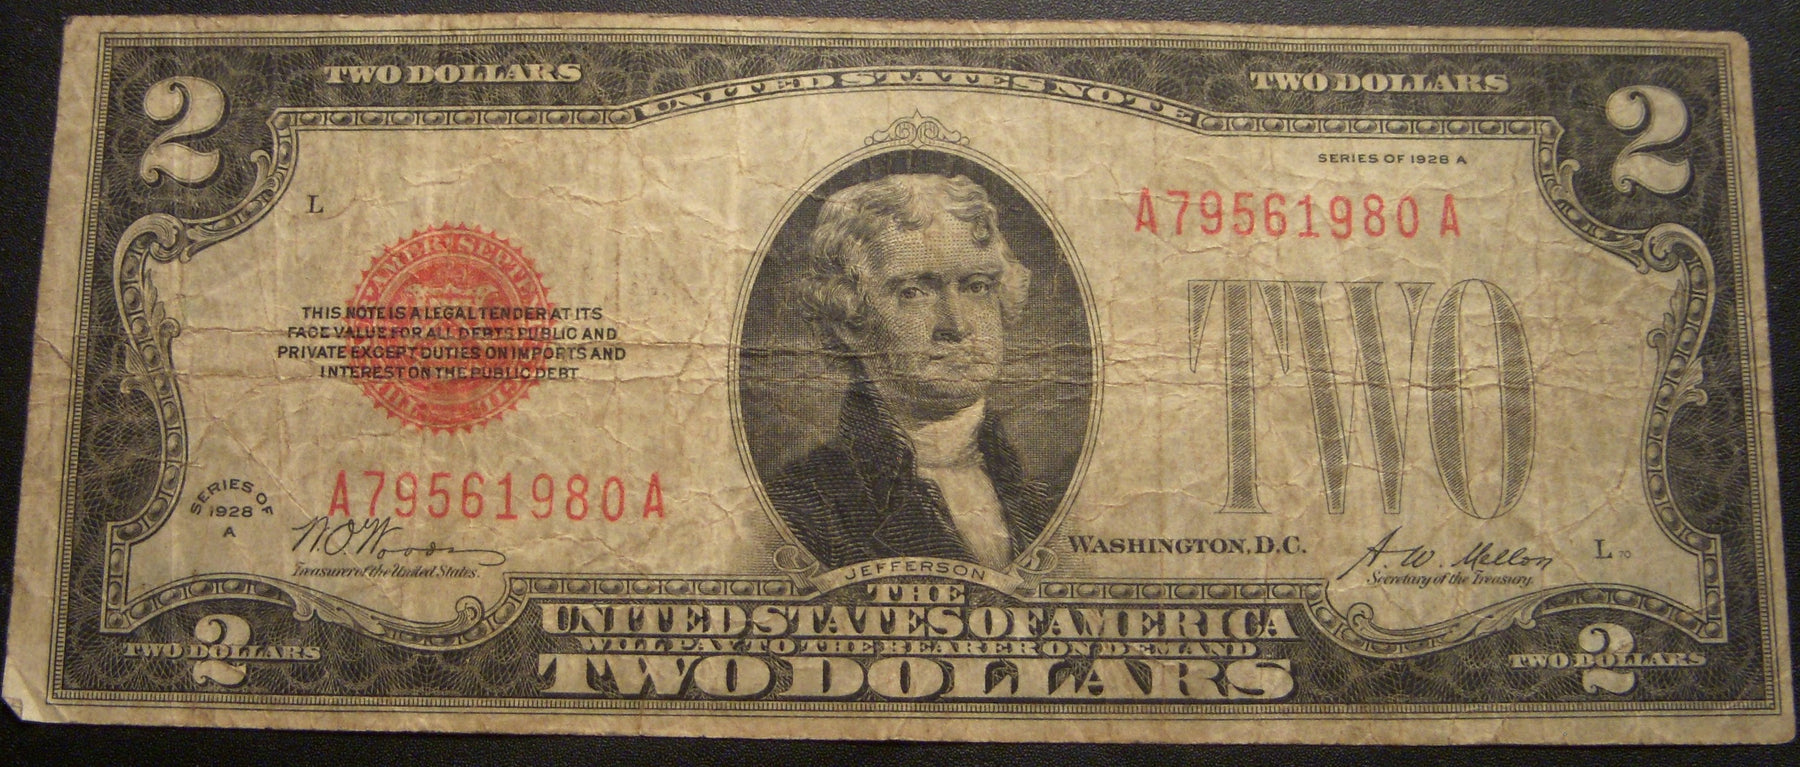 TWO DOLLARS
UNITED STATES NOTE
TWO DOLLARS
2
2
SERIES OF 1928 A
L
A79561980A
THIS NOTE IS A LEGAL TENDER AT ITS
FACE VALUE FOR ALL DEBTS PUBLIC AND
PRIVATE EXCEPT DUTIES ON IMPORTS AND
INTEREST ON THE PUBLIC DEBT
TWO
A79561980A
SERIES OF
1928
A
W.O. Woods
Treasurer of the United States.
WASHINGTON, D.C.
A. W. Mellon
Secretary of the Treasury.
L 70
JEFFERSON
THE
UNITED STATES OF AMERICA
WILL PAY TO THE BEARER ON DEMAND
TWO DOLLARS
2
TWO DOLLARS
2
TWO DOLLARS